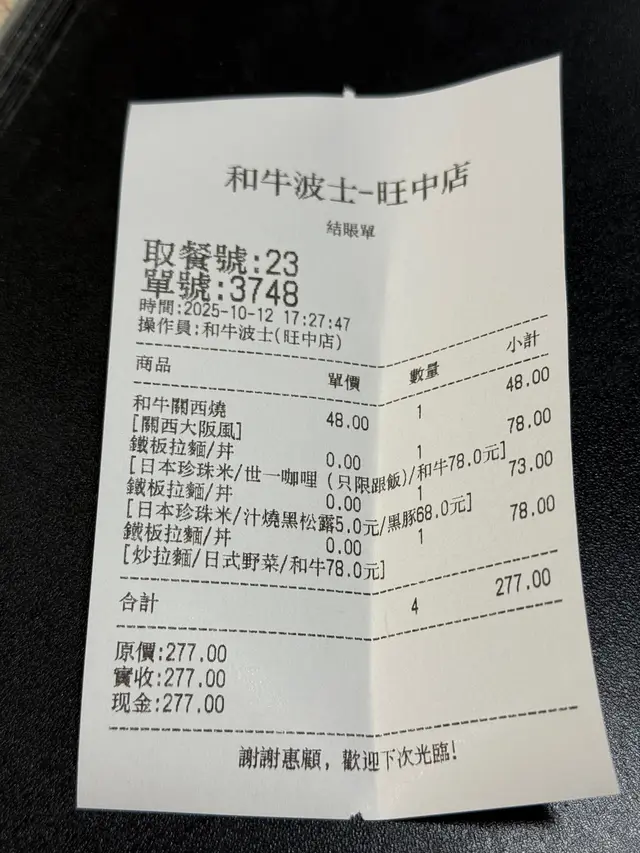 和牛波士-旺中店
結賬單
取餐號:23
單號:3748
時間:2025-10-12 17:27:47
操作員:和牛波士(旺中店)
商品 單價 數量 小計
和牛關西燒 48.00 1 48.00
[關西大阪風]
鐵板拉麵/丼 0.00 1 78.00
[日本珍珠米/世一咖哩 (只限跟飯)/和牛78.0元]
鐵板拉麵/丼 0.00 1 73.00
[日本珍珠米/汁燒黑松露5.0元/黑豚68.0元]
鐵板拉麵/丼 0.00 1 78.00
[炒拉麵/日式野菜/和牛78.0元]
合計 4 277.00
原價:277.00
實收:277.00
现金:277.00
謝謝惠顧, 歡迎下次光臨!